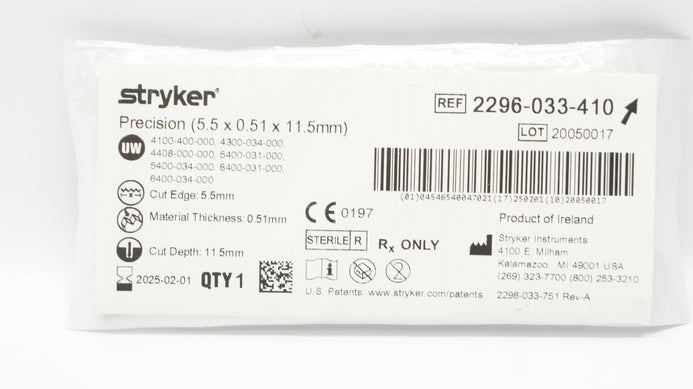 stryker®
REF 2296-033-410
Precision (5.5 x 0.51 x 11.5mm)
LOT 20050017
UW 4100-400-000, 4300-034-000,
4408-000-000, 5400-031-000,
5400-034-000, 6400-031-000,
6400-034-000
(01)04546540047021(17)250201(10)20050017
Cut Edge: 5.5mm
Material Thickness: 0.51mm
CE 0197
Product of Ireland
STERILE R
Rx ONLY
Stryker Instruments
4100 E. Milham
Kalamazoo, MI 49001 USA
(269) 323-7700 (800) 253-3210
Cut Depth: 11.5mm
2025-02-01 QTY 1
i
2
U.S. Patents: www.stryker.com/patents
2296-033-751 Rev-A